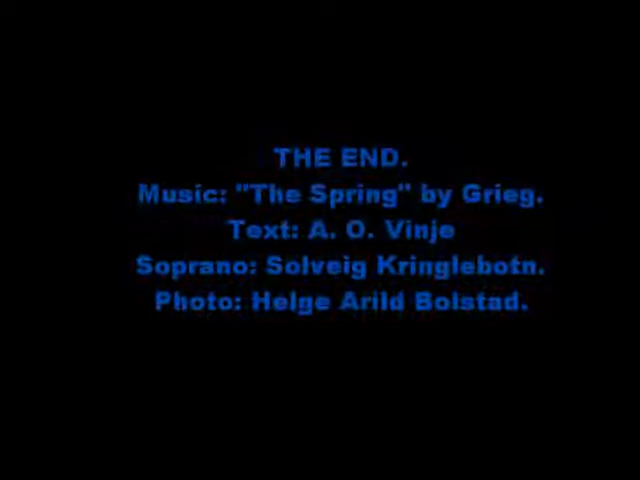 THE END.
Music: "The Spring" by Grieg.
Text: A. O. Vinje
Soprano: Solveig Kringlebotn.
Photo: Helge Arild Bolstad.